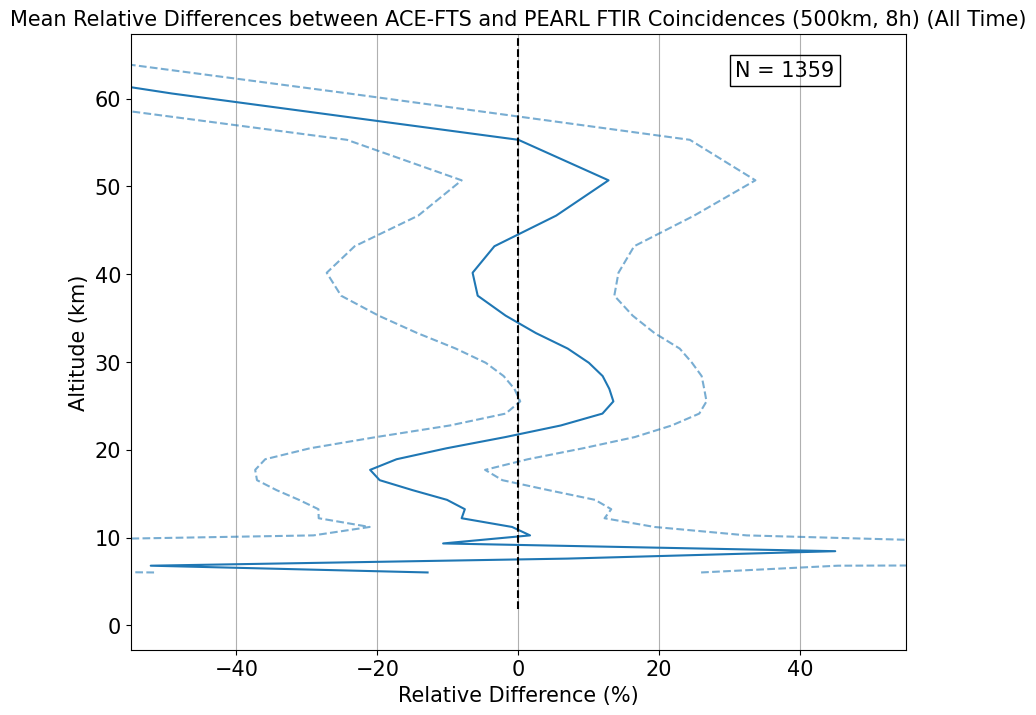 Mean Relative Differences between ACE-FTS and PEARL FTIR Coincidences (500km, 8h) (All Time)
N = 1359
60
50
40
30
20
10
0
Altitude (km)
−40 −20 0 20 40
Relative Difference (%)